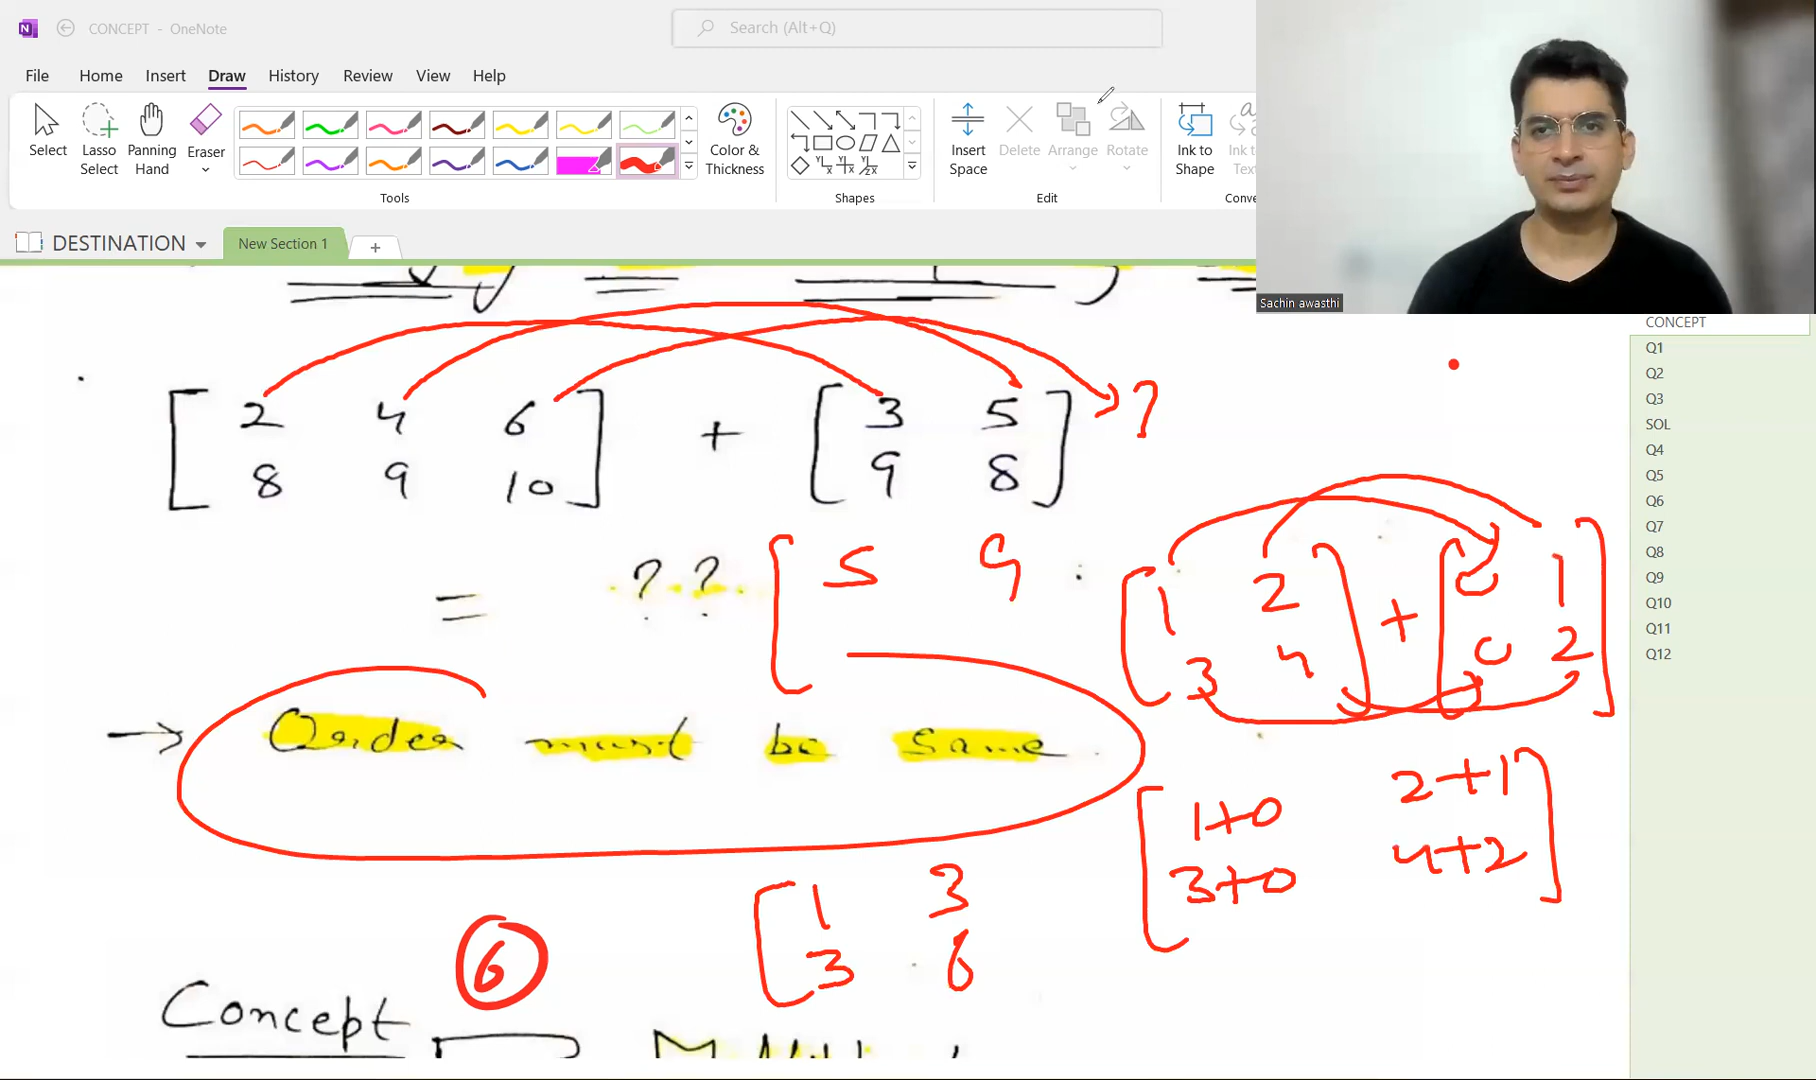 CONCEPT - OneNote
Search (Alt+Q)
File Home Insert Draw History Review View Help
Select
Lasso Select
Panning Hand
Eraser
Color & Thickness
Insert Space
Delete
Arrange
Rotate
Ink to Shape
Ink to Tex
Tools
Shapes
Edit
Conve
DESTINATION
New Section 1
+
Sachin awasthi
CONCEPT
Q1
Q2
Q3
SOL
Q4
Q5
Q6
Q7
Q8
Q9
Q10
Q11
Q12
[ 2 4 6 ] + [ 3 5 ] ?
[ 8 9 10 ] [ 9 8 ]
= ? ? [ 5 9
[ 1 2 ] + [ 0 1 ]
[ 3 4 ] [ 0 2 ]
→ Order must be same
[ 1+0 2+1 ]
[ 3+0 4+2 ]
[ 1 3
3 6
6
Concept